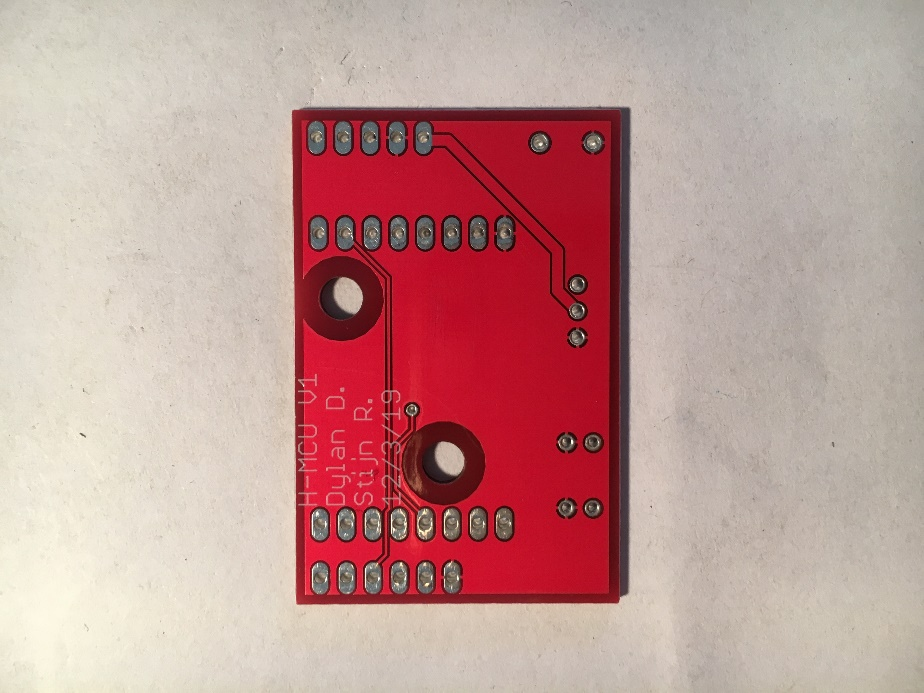 H-MCU V1
Dylan D.
Stijn R.
12/3/19